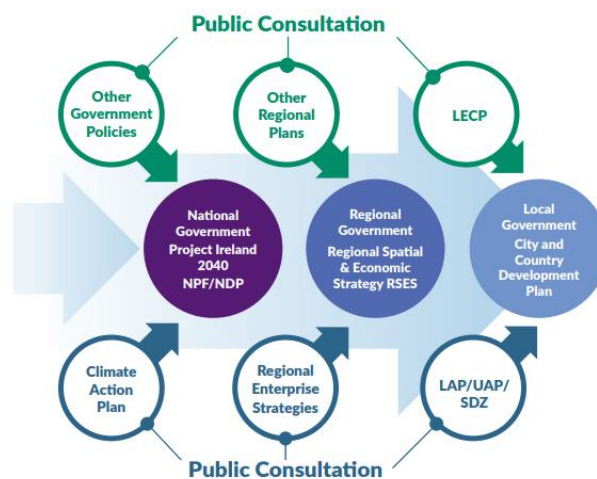 Public Consultation
Other
Government
Policies
Other
Regional
Plans
LECP
National
Government
Project Ireland
2040
NPF/NDP
Regional
Government
Regional Spatial
& Economic
Strategy RSES
Local
Government
City and
Country
Development
Plan
Climate
Action
Plan
Regional
Enterprise
Strategies
LAP/UAP/
SDZ
Public Consultation